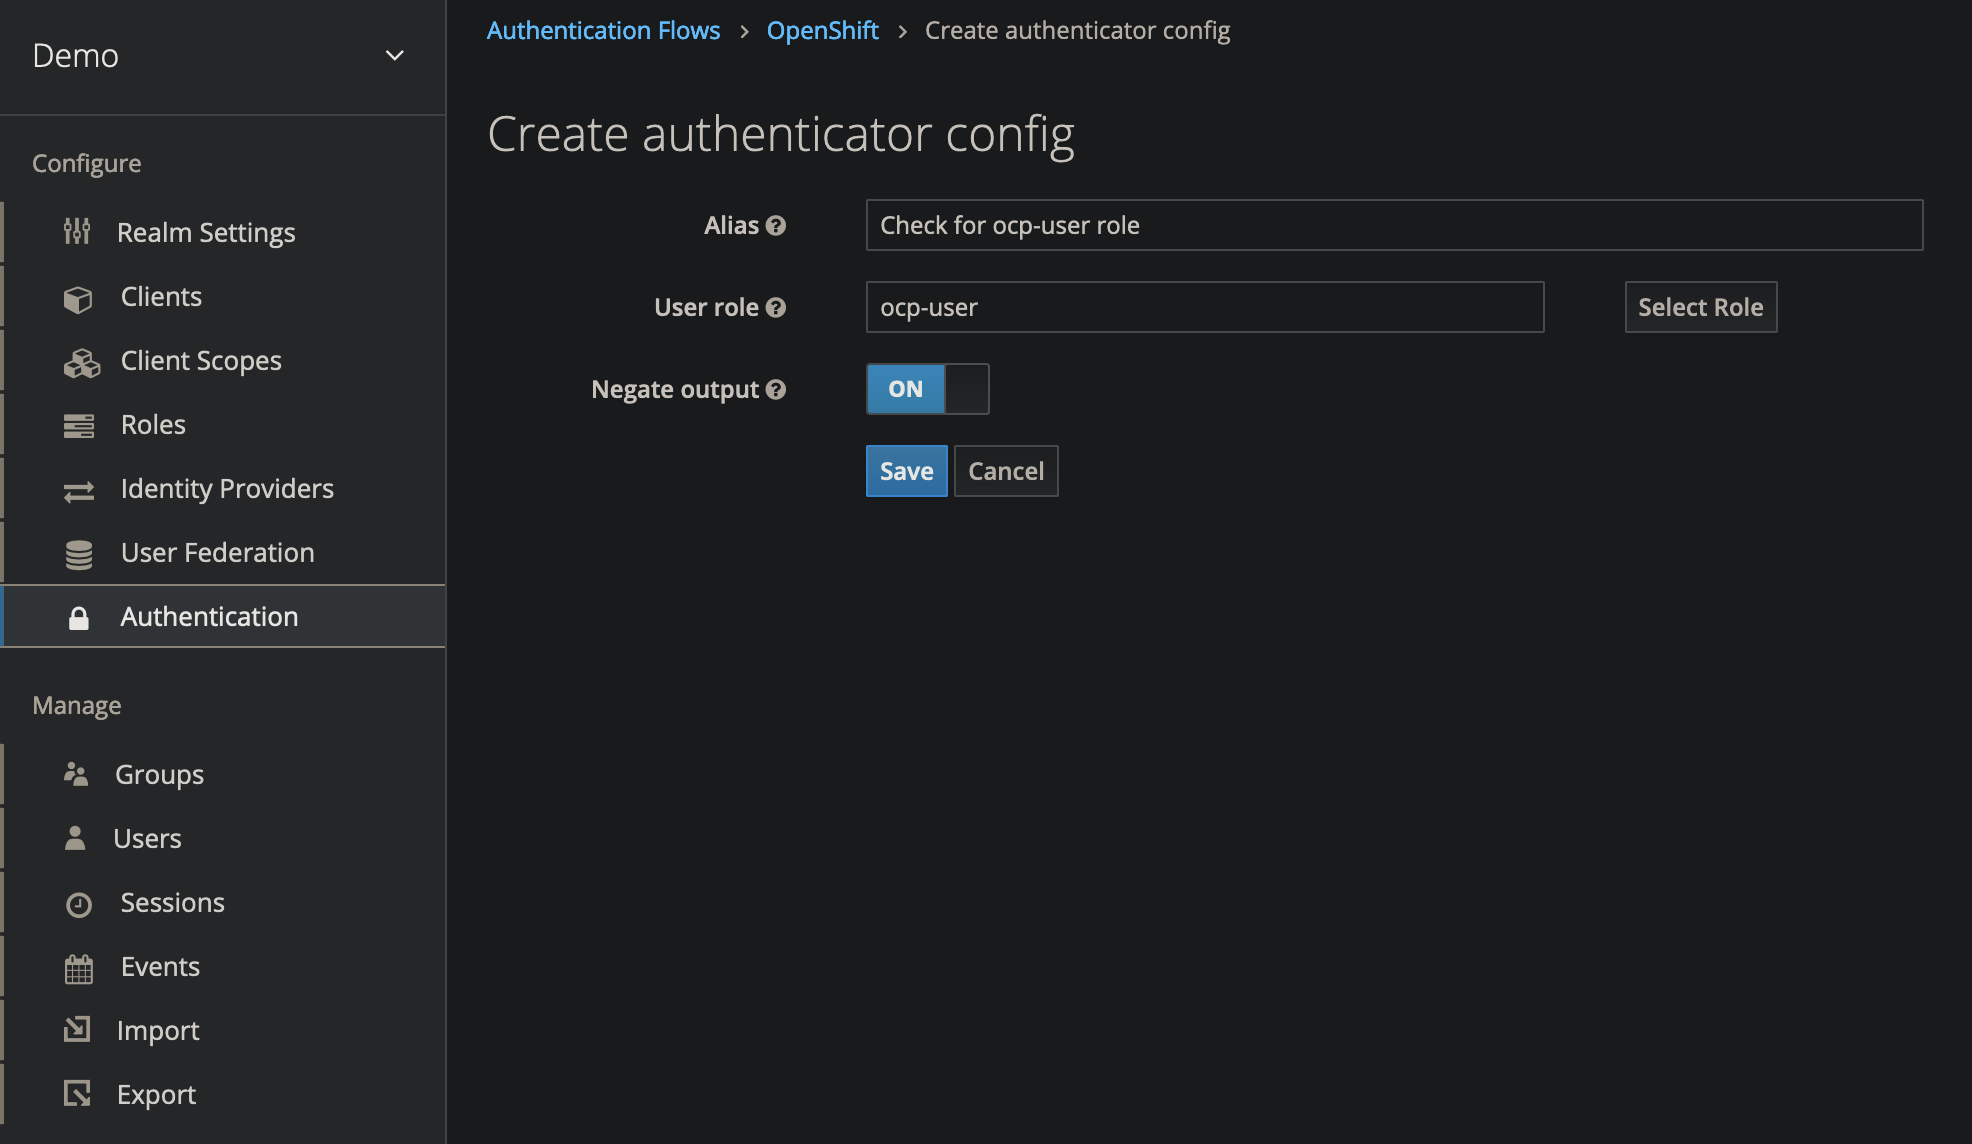 Demo
Configure
Realm Settings
Clients
Client Scopes
Roles
Identity Providers
User Federation
Authentication
Manage
Groups
Users
Sessions
Events
Import
Export
Authentication Flows > OpenShift > Create authenticator config
Create authenticator config
Alias Check for ocp-user role
User role ocp-user Select Role
Negate output ON
Save Cancel